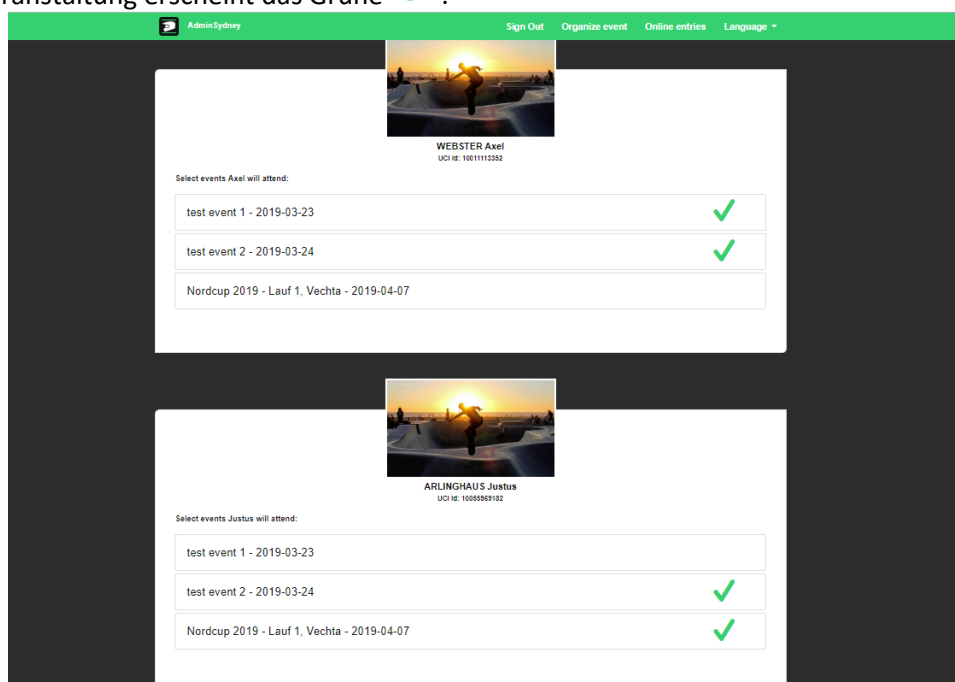 ranstaltung erscheint das Grüne .
AdminSydney Sign Out Organize event Online entries Language
WEBSTER Axel
UCI Id: 10011113352
Select events Axel will attend:
test event 1 - 2019-03-23
test event 2 - 2019-03-24
Nordcup 2019 - Lauf 1, Vechta - 2019-04-07
ARLINGHAUS Justus
UCI Id: 10055969182
Select events Justus will attend:
test event 1 - 2019-03-23
test event 2 - 2019-03-24
Nordcup 2019 - Lauf 1, Vechta - 2019-04-07